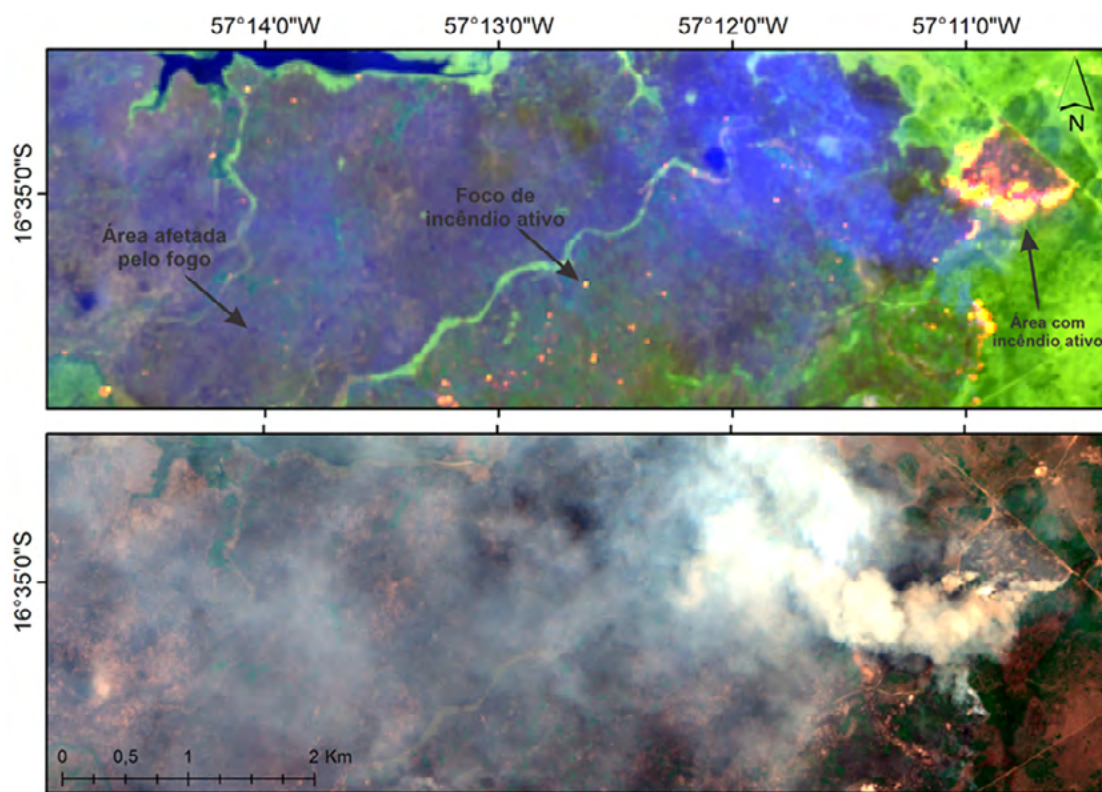 57°14'0"W 57°13'0"W 57°12'0"W 57°11'0"W
N
16°35'0"S
Foco de
incêndio ativo
Área afetada
pelo fogo
Área com
incêndio ativo
16°35'0"S
0 0,5 1 2 Km